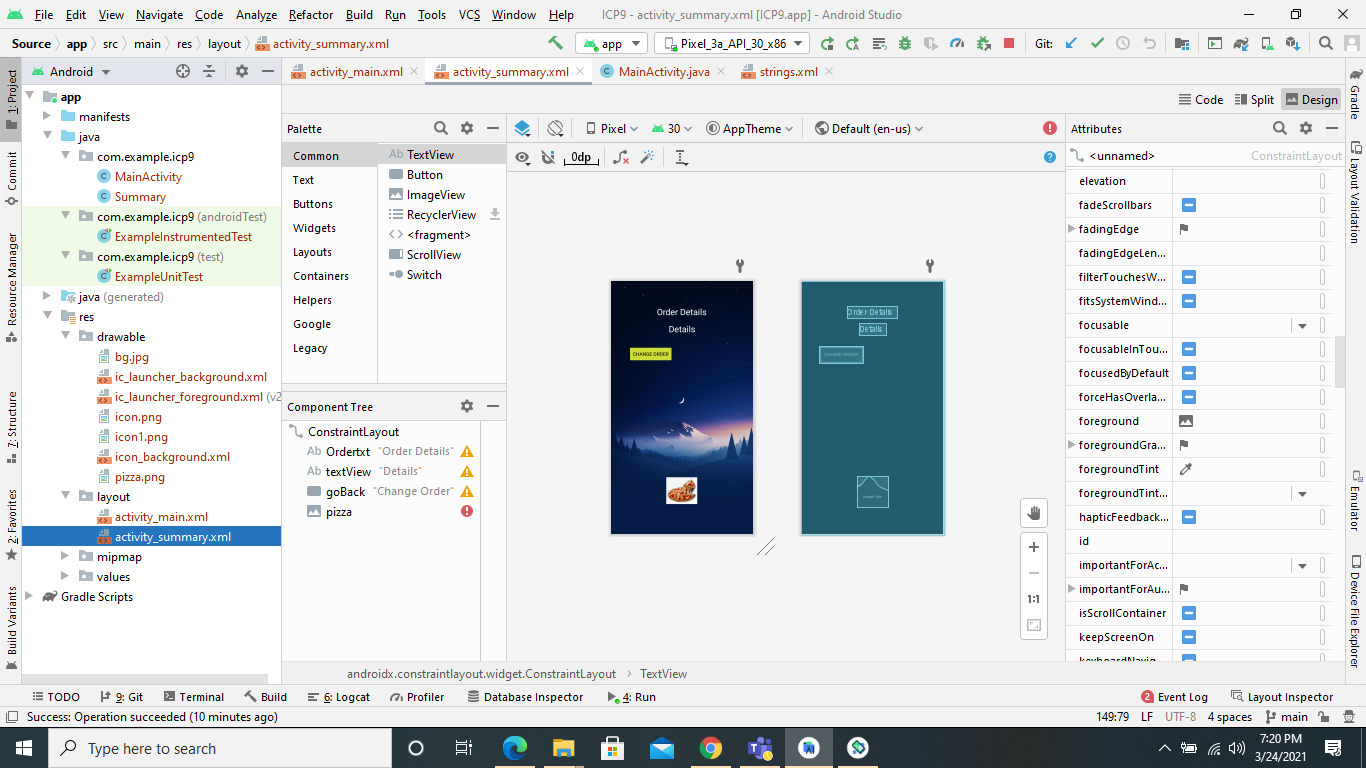 File Edit View Navigate Code Analyze Refactor Build Run Tools VCS Window Help ICP9 - activity_summary.xml [ICP9.app] - Android Studio
Source app src main res layout activity_summary.xml app Pixel_3a_API_30_x86 Git:
Android activity_main.xml activity_summary.xml MainActivity.java strings.xml
Code Split Design
1: Project
Commit
Resource Manager
7: Structure
2: Favorites
Build Variants
app
manifests
java
com.example.icp9
MainActivity
Summary
com.example.icp9 (androidTest)
ExampleInstrumentedTest
com.example.icp9 (test)
ExampleUnitTest
java (generated)
res
drawable
bg.jpg
ic_launcher_background.xml
ic_launcher_foreground.xml (v2
icon.png
icon1.png
icon_background.xml
pizza.png
layout
activity_main.xml
activity_summary.xml
mipmap
values
Gradle Scripts
Palette
Common
Text
Buttons
Widgets
Layouts
Containers
Helpers
Google
Legacy
Ab TextView
Button
ImageView
RecyclerView
<fragment>
ScrollView
Switch
Component Tree
ConstraintLayout
Ab Ordertxt "Order Details"
Ab textView "Details"
goBack "Change Order"
pizza
Pixel 30 AppTheme Default (en-us)
0dp
Order Details
Details
CHANGE ORDER
Order Details
Details
CHANGE ORDER
1:1
Attributes
<unnamed> ConstraintLayout
elevation
fadeScrollbars
fadingEdge
fadingEdgeLen...
filterTouchesW...
fitsSystemWind...
focusable
focusableInTou...
focusedByDefault
forceHasOverla...
foreground
foregroundGra...
foregroundTint
foregroundTint...
hapticFeedback...
id
importantForAc...
importantForAu...
isScrollContainer
keepScreenOn
keyboardNavig...
Gradle
Layout Validation
Emulator
Device File Explorer
androidx.constraintlayout.widget.ConstraintLayout TextView
TODO 9: Git Terminal Build 6: Logcat Profiler Database Inspector 4: Run 2 Event Log Layout Inspector
Success: Operation succeeded (10 minutes ago) 149:79 LF UTF-8 4 spaces main
Type here to search
7:20 PM
3/24/2021